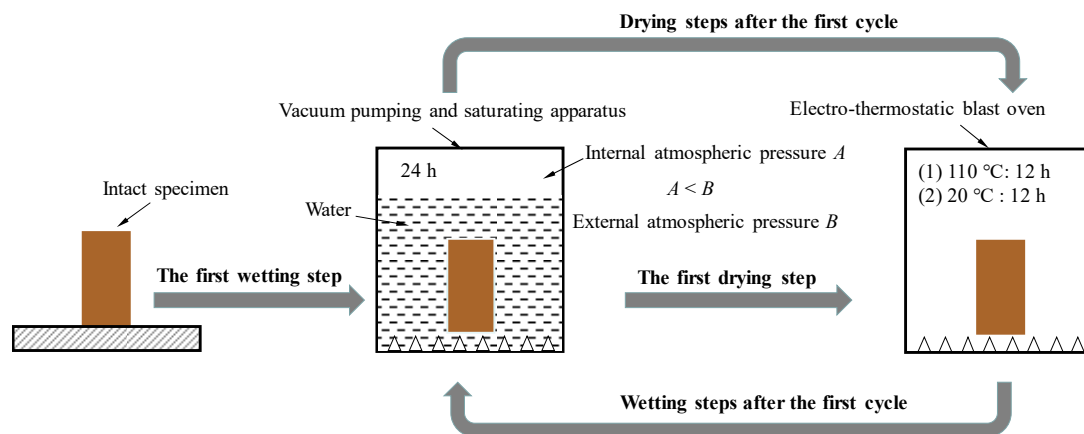 Drying steps after the first cycle
Vacuum pumping and saturating apparatus
Electro-thermostatic blast oven
24 h
Internal atmospheric pressure A
(1) 110 ℃: 12 h
Intact specimen
A < B
(2) 20 ℃ : 12 h
Water
External atmospheric pressure B
The first wetting step
The first drying step
Wetting steps after the first cycle